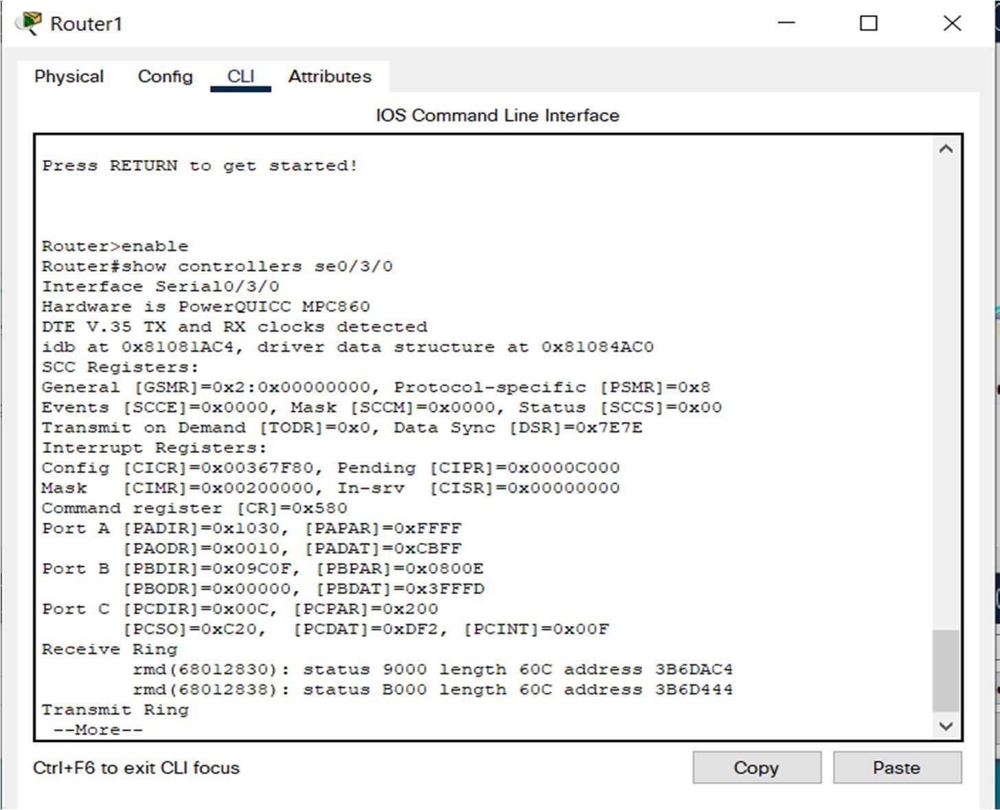 Router1
Physical Config CLI Attributes
IOS Command Line Interface
Press RETURN to get started!
Router>enable
Router#show controllers se0/3/0
Interface Serial0/3/0
Hardware is PowerQUICC MPC860
DTE V.35 TX and RX clocks detected
idb at 0x81081AC4, driver data structure at 0x81084AC0
SCC Registers:
General [GSMR]=0x2:0x00000000, Protocol-specific [PSMR]=0x8
Events [SCCE]=0x0000, Mask [SCCM]=0x0000, Status [SCCS]=0x00
Transmit on Demand [TODR]=0x0, Data Sync [DSR]=0x7E7E
Interrupt Registers:
Config [CICR]=0x00367F80, Pending [CIPR]=0x0000C000
Mask   [CIMR]=0x00200000, In-srv  [CISR]=0x00000000
Command register [CR]=0x580
Port A [PADIR]=0x1030, [PAPAR]=0xFFFF
       [PAODR]=0x0010, [PADAT]=0xCBFF
Port B [PBDIR]=0x09C0F, [PBPAR]=0x0800E
       [PBODR]=0x00000, [PBDAT]=0x3FFFD
Port C [PCDIR]=0x00C, [PCPAR]=0x200
       [PCSO]=0xC20,  [PCDAT]=0xDF2, [PCINT]=0x00F
Receive Ring
        rmd(68012830): status 9000 length 60C address 3B6DAC4
        rmd(68012838): status B000 length 60C address 3B6D444
Transmit Ring
 --More--
Ctrl+F6 to exit CLI focus
Copy Paste